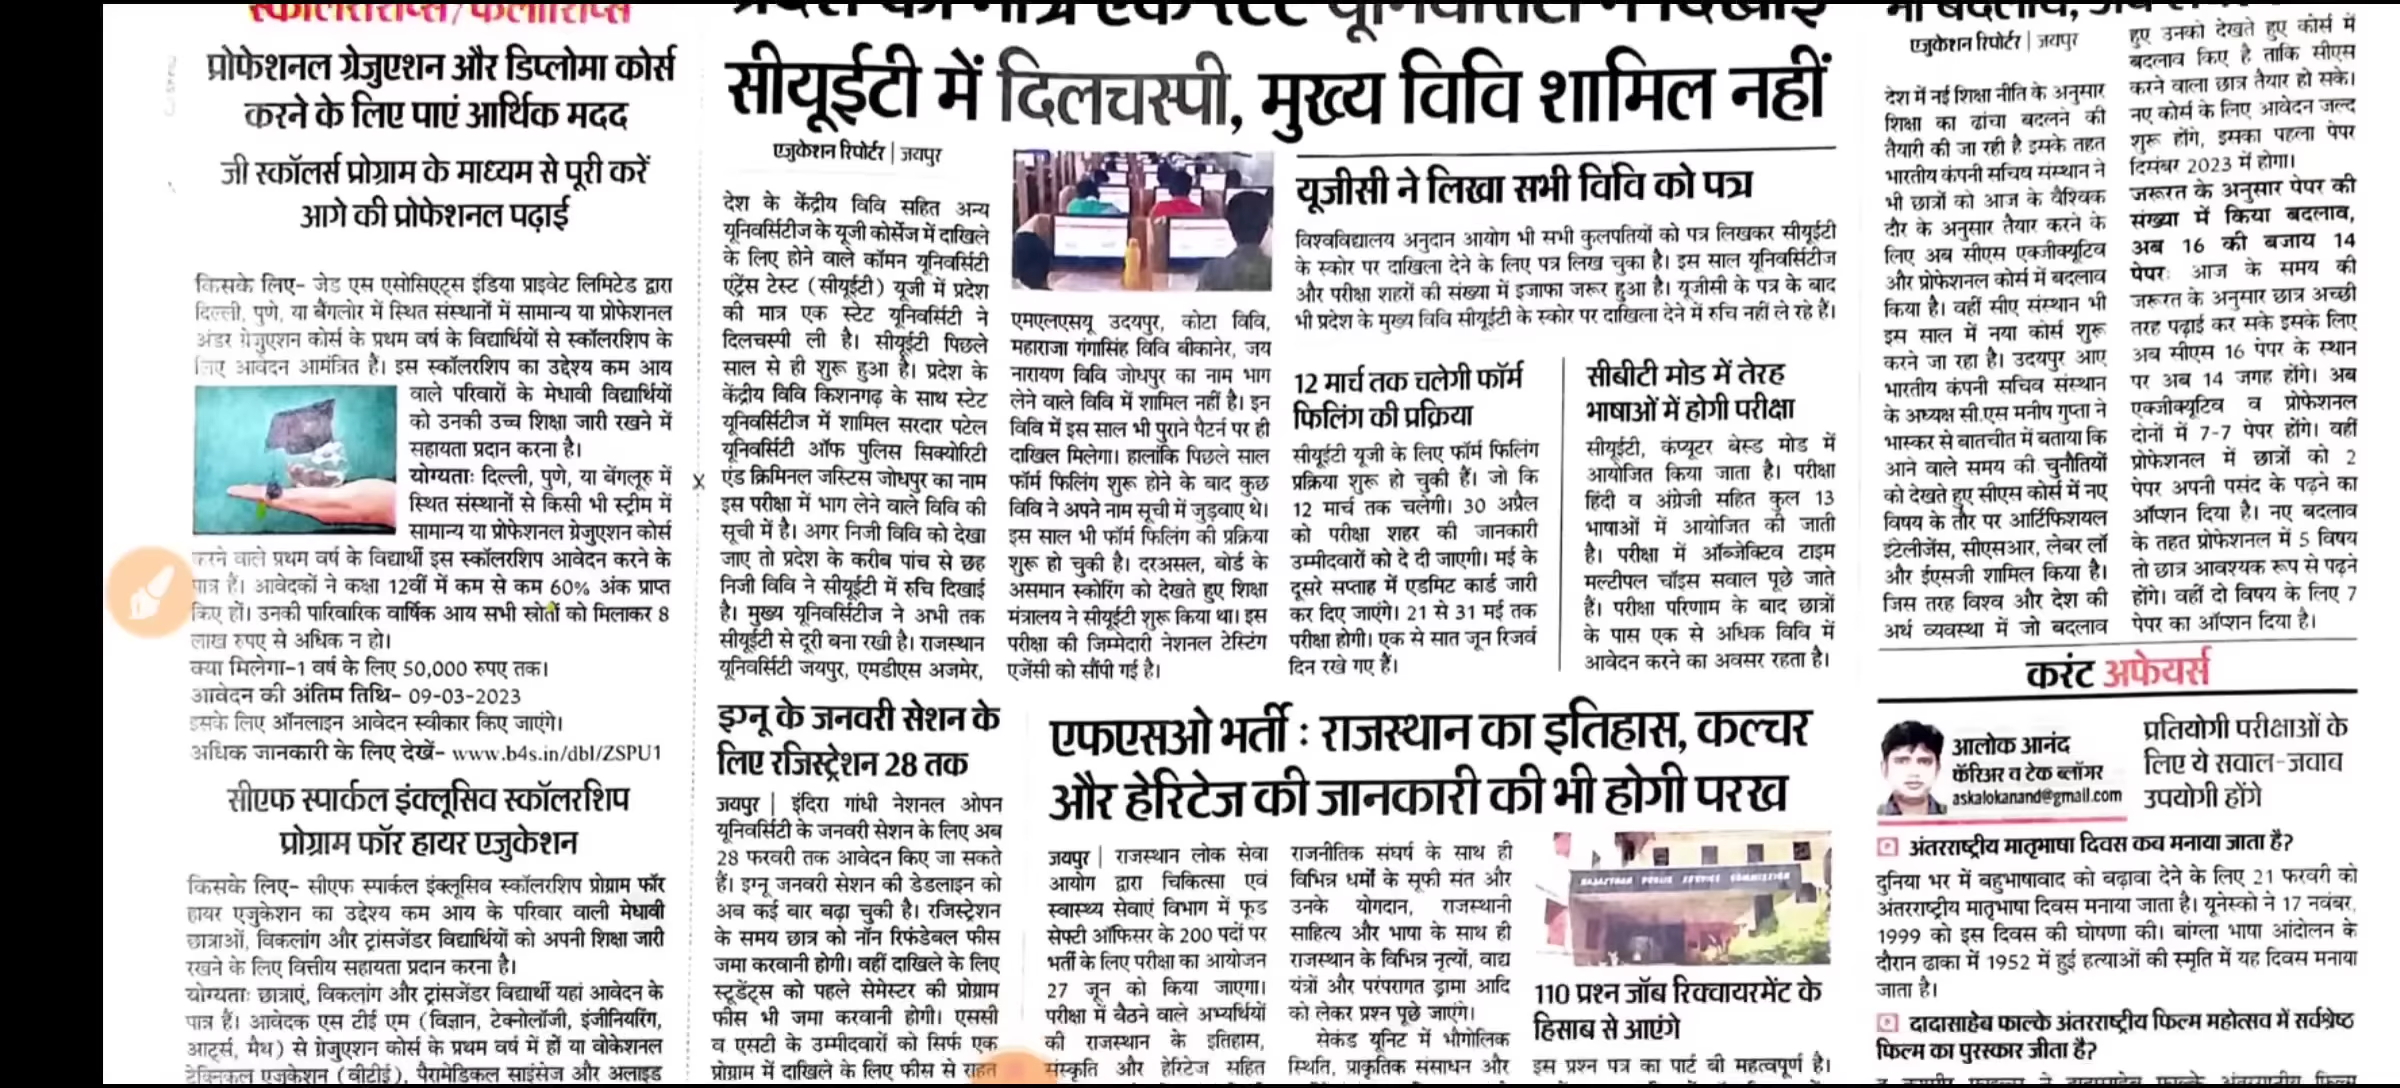 स्कॉलरशिप्स/फेलोशिप्स
प्रोफेशनल ग्रेजुएशन और डिप्लोमा कोर्स
करने के लिए पाएं आर्थिक मदद
जी स्कॉलर्स प्रोग्राम के माध्यम से पूरी करें
आगे की प्रोफेशनल पढ़ाई
किसके लिए- जेड एस एसोसिएट्स इंडिया प्राइवेट लिमिटेड द्वारा
दिल्ली, पुणे, या बैंगलोर में स्थित संस्थानों में सामान्य या प्रोफेशनल
अंडर ग्रेजुएशन कोर्स के प्रथम वर्ष के विद्यार्थियों से स्कॉलरशिप के
लिए आवेदन आमंत्रित हैं। इस स्कॉलरशिप का उद्देश्य कम आय
वाले परिवारों के मेधावी विद्यार्थियों
को उनकी उच्च शिक्षा जारी रखने में
सहायता प्रदान करना है।
योग्यताः दिल्ली, पुणे, या बेंगलूरु में
स्थित संस्थानों से किसी भी स्ट्रीम में
सामान्य या प्रोफेशनल ग्रेजुएशन कोर्स
करने वाले प्रथम वर्ष के विद्यार्थी इस स्कॉलरशिप आवेदन करने के
पात्र हैं। आवेदकों ने कक्षा 12वीं में कम से कम 60% अंक प्राप्त
किए हों। उनकी पारिवारिक वार्षिक आय सभी स्त्रोतों को मिलाकर 8
लाख रुपए से अधिक न हो।
क्या मिलेगा-1 वर्ष के लिए 50,000 रुपए तक।
आवेदन की अंतिम तिथि- 09-03-2023
इसके लिए ऑनलाइन आवेदन स्वीकार किए जाएंगे।
अधिक जानकारी के लिए देखें- www.b4s.in/dbl/ZSPU1
सीएफ स्पार्कल इंक्लूसिव स्कॉलरशिप
प्रोग्राम फॉर हायर एजुकेशन
किसके लिए- सीएफ स्पार्कल इंक्लूसिव स्कॉलरशिप प्रोग्राम फॉर
हायर एजुकेशन का उद्देश्य कम आय के परिवार वाली मेधावी
छात्राओं, विकलांग और ट्रांसजेंडर विद्यार्थियों को अपनी शिक्षा जारी
रखने के लिए वित्तीय सहायता प्रदान करना है।
योग्यताः छात्राएं, विकलांग और ट्रांसजेंडर विद्यार्थी यहां आवेदन के
पात्र हैं। आवेदक एस टीई एम (विज्ञान, टेक्नोलॉजी, इंजीनियरिंग,
आर्ट्स, मैथ) से ग्रेजुएशन कोर्स के प्रथम वर्ष में हों या वोकेशनल
टेक्निकल एजुकेशन (वीटीई), पैरामेडिकल साइंसेज और अलाइड
प्रदेश की मात्र एक स्टेट यूनिवर्सिटी ने दिखाई
सीयूईटी में दिलचस्पी, मुख्य विवि शामिल नहीं
एजुकेशन रिपोर्टर | जयपुर
देश के केंद्रीय विवि सहित अन्य
यूनिवर्सिटीज के यूजी कोर्सेज में दाखिले
के लिए होने वाले कॉमन यूनिवर्सिटी
एंट्रेंस टेस्ट (सीयूईटी) यूजी में प्रदेश
की मात्र एक स्टेट यूनिवर्सिटी ने
दिलचस्पी ली है। सीयूईटी पिछले
साल से ही शुरू हुआ है। प्रदेश के
केंद्रीय विवि किशनगढ़ के साथ स्टेट
यूनिवर्सिटीज में शामिल सरदार पटेल
यूनिवर्सिटी ऑफ पुलिस सिक्योरिटी
एंड क्रिमिनल जस्टिस जोधपुर का नाम
इस परीक्षा में भाग लेने वाले विवि की
सूची में है। अगर निजी विवि को देखा
जाए तो प्रदेश के करीब पांच से छह
निजी विवि ने सीयूईटी में रुचि दिखाई
है। मुख्य यूनिवर्सिटीज ने अभी तक
सीयूईटी से दूरी बना रखी है। राजस्थान
यूनिवर्सिटी जयपुर, एमडीएस अजमेर,
एमएलएसयू उदयपुर, कोटा विवि,
महाराजा गंगासिंह विवि बीकानेर, जय
नारायण विवि जोधपुर का नाम भाग
लेने वाले विवि में शामिल नहीं है। इन
विवि में इस साल भी पुराने पैटर्न पर ही
दाखिल मिलेगा। हालांकि पिछले साल
फॉर्म फिलिंग शुरू होने के बाद कुछ
विवि ने अपने नाम सूची में जुड़वाए थे।
इस साल भी फॉर्म फिलिंग की प्रक्रिया
शुरू हो चुकी है। दरअसल, बोर्ड के
असमान स्कोरिंग को देखते हुए शिक्षा
मंत्रालय ने सीयूईटी शुरू किया था। इस
परीक्षा की जिम्मेदारी नेशनल टेस्टिंग
एजेंसी को सौंपी गई है।
यूजीसी ने लिखा सभी विवि को पत्र
विश्वविद्यालय अनुदान आयोग भी सभी कुलपतियों को पत्र लिखकर सीयूईटी
के स्कोर पर दाखिला देने के लिए पत्र लिख चुका है। इस साल यूनिवर्सिटीज
और परीक्षा शहरों की संख्या में इजाफा जरूर हुआ है। यूजीसी के पत्र के बाद
भी प्रदेश के मुख्य विवि सीयूईटी के स्कोर पर दाखिला देने में रुचि नहीं ले रहे हैं।
12 मार्च तक चलेगी फॉर्म
फिलिंग की प्रक्रिया
सीयूईटी यूजी के लिए फॉर्म फिलिंग
प्रक्रिया शुरू हो चुकी हैं। जो कि
12 मार्च तक चलेगी। 30 अप्रैल
को परीक्षा शहर की जानकारी
उम्मीदवारों को दे दी जाएगी। मई के
दूसरे सप्ताह में एडमिट कार्ड जारी
कर दिए जाएंगे। 21 से 31 मई तक
परीक्षा होगी। एक से सात जून रिजर्व
दिन रखे गए हैं।
सीबीटी मोड में तेरह
भाषाओं में होगी परीक्षा
सीयूईटी, कंप्यूटर बेस्ड मोड में
आयोजित किया जाता है। परीक्षा
हिंदी व अंग्रेजी सहित कुल 13
भाषाओं में आयोजित की जाती
है। परीक्षा में ऑब्जेक्टिव टाइम
मल्टीपल चॉइस सवाल पूछे जाते
हैं। परीक्षा परिणाम के बाद छात्रों
के पास एक से अधिक विवि में
आवेदन करने का अवसर रहता है।
इग्नू के जनवरी सेशन के
लिए रजिस्ट्रेशन 28 तक
जयपुर | इंदिरा गांधी नेशनल ओपन
यूनिवर्सिटी के जनवरी सेशन के लिए अब
28 फरवरी तक आवेदन किए जा सकते
हैं। इग्नू जनवरी सेशन की डेडलाइन को
अब कई बार बढ़ा चुकी है। रजिस्ट्रेशन
के समय छात्र को नॉन रिफंडेबल फीस
जमा करवानी होगी। वहीं दाखिले के लिए
स्टूडेंट्स को पहले सेमेस्टर की प्रोग्राम
फीस भी जमा करवानी होगी। एससी
व एसटी के उम्मीदवारों को सिर्फ एक
प्रोग्राम में दाखिले के लिए फीस से राहत
एफएसओ भर्ती : राजस्थान का इतिहास, कल्चर
और हेरिटेज की जानकारी की भी होगी परख
जयपुर | राजस्थान लोक सेवा
आयोग द्वारा चिकित्सा एवं
स्वास्थ्य सेवाएं विभाग में फूड
सेफ्टी ऑफिसर के 200 पदों पर
भर्ती के लिए परीक्षा का आयोजन
27 जून को किया जाएगा।
परीक्षा में बैठने वाले अभ्यर्थियों
की राजस्थान के इतिहास,
संस्कृति और हेरिटेज सहित
राजनीतिक संघर्ष के साथ ही
विभिन्न धर्मों के सूफी संत और
उनके योगदान, राजस्थानी
साहित्य और भाषा के साथ ही
राजस्थान के विभिन्न नृत्यों, वाद्य
यंत्रों और परंपरागत ड्रामा आदि
को लेकर प्रश्न पूछे जाएंगे।
सेकंड यूनिट में भौगोलिक
स्थिति, प्राकृतिक संसाधन और
RAJASTHAN PUBLIC SERVICE COMMISSION
110 प्रश्न जॉब रिक्वायरमेंट के
हिसाब से आएंगे
इस प्रश्न पत्र का पार्ट बी महत्वपूर्ण है।
एजुकेशन रिपोर्टर | जयपुर
देश में नई शिक्षा नीति के अनुसार
शिक्षा का ढांचा बदलने की
तैयारी की जा रही है इसके तहत
भारतीय कंपनी सचिव संस्थान ने
भी छात्रों को आज के वैश्विक
दौर के अनुसार तैयार करने के
लिए अब सीएस एक्जीक्यूटिव
और प्रोफेशनल कोर्स में बदलाव
किया है। वहीं सीए संस्थान भी
इस साल में नया कोर्स शुरू
करने जा रहा है। उदयपुर आए
भारतीय कंपनी सचिव संस्थान
के अध्यक्ष सी.एस मनीष गुप्ता ने
भास्कर से बातचीत में बताया कि
आने वाले समय की चुनौतियों
को देखते हुए सीएस कोर्स में नए
विषय के तौर पर आर्टिफिशयल
इंटेलीजेंस, सीएसआर, लेबर लॉ
और ईएसजी शामिल किया है।
जिस तरह विश्व और देश की
अर्थ व्यवस्था में जो बदलाव
हुए उनको देखते हुए कोर्स में
बदलाव किए है ताकि सीएस
करने वाला छात्र तैयार हो सके।
नए कोर्स के लिए आवेदन जल्द
शुरू होंगे, इसका पहला पेपर
दिसंबर 2023 में होगा।
जरूरत के अनुसार पेपर की
संख्या में किया बदलाव,
अब 16 की बजाय 14
पेपरः आज के समय की
जरूरत के अनुसार छात्र अच्छी
तरह पढ़ाई कर सके इसके लिए
अब सीएस 16 पेपर के स्थान
पर अब 14 जगह होंगे। अब
एक्जीक्यूटिव व प्रोफेशनल
दोनों में 7-7 पेपर होंगे। वहीं
प्रोफेशनल में छात्रों को 2
पेपर अपनी पसंद के पढ़ने का
ऑप्शन दिया है। नए बदलाव
के तहत प्रोफेशनल में 5 विषय
तो छात्र आवश्यक रूप से पढ़ने
होंगे। वहीं दो विषय के लिए 7
पेपर का ऑप्शन दिया है।
करंट अफेयर्स
आलोक आनंद
कॅरिअर व टेक ब्लॉगर
askalokanand@gmail.com
प्रतियोगी परीक्षाओं के
लिए ये सवाल-जवाब
उपयोगी होंगे
अंतरराष्ट्रीय मातृभाषा दिवस कब मनाया जाता है?
दुनिया भर में बहुभाषावाद को बढ़ावा देने के लिए 21 फरवरी को
अंतरराष्ट्रीय मातृभाषा दिवस मनाया जाता है। यूनेस्को ने 17 नवंबर,
1999 को इस दिवस की घोषणा की। बांग्ला भाषा आंदोलन के
दौरान ढाका में 1952 में हुई हत्याओं की स्मृति में यह दिवस मनाया
जाता है।
दादासाहेब फाल्के अंतरराष्ट्रीय फिल्म महोत्सव में सर्वश्रेष्ठ
फिल्म का पुरस्कार जीता है?